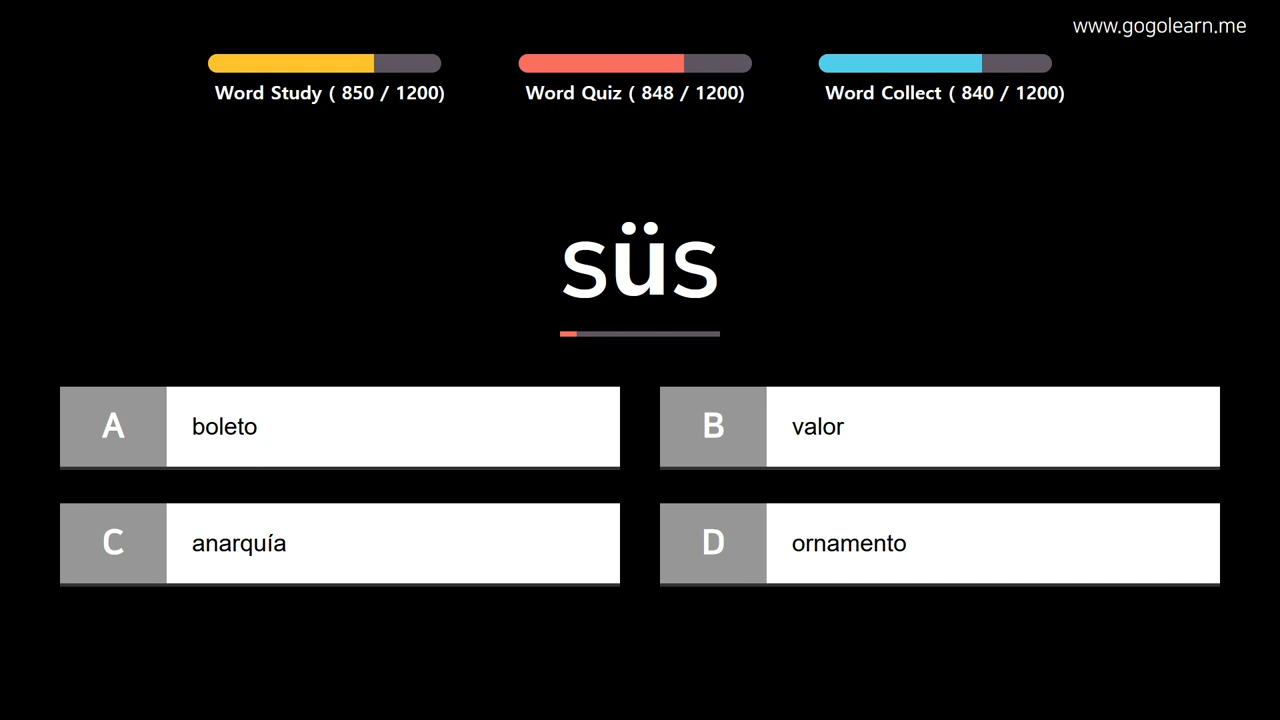 www.gogolearn.me
Word Study ( 850 / 1200)
Word Quiz ( 848 / 1200)
Word Collect ( 840 / 1200)
süs
A boleto
B valor
C anarquía
D ornamento